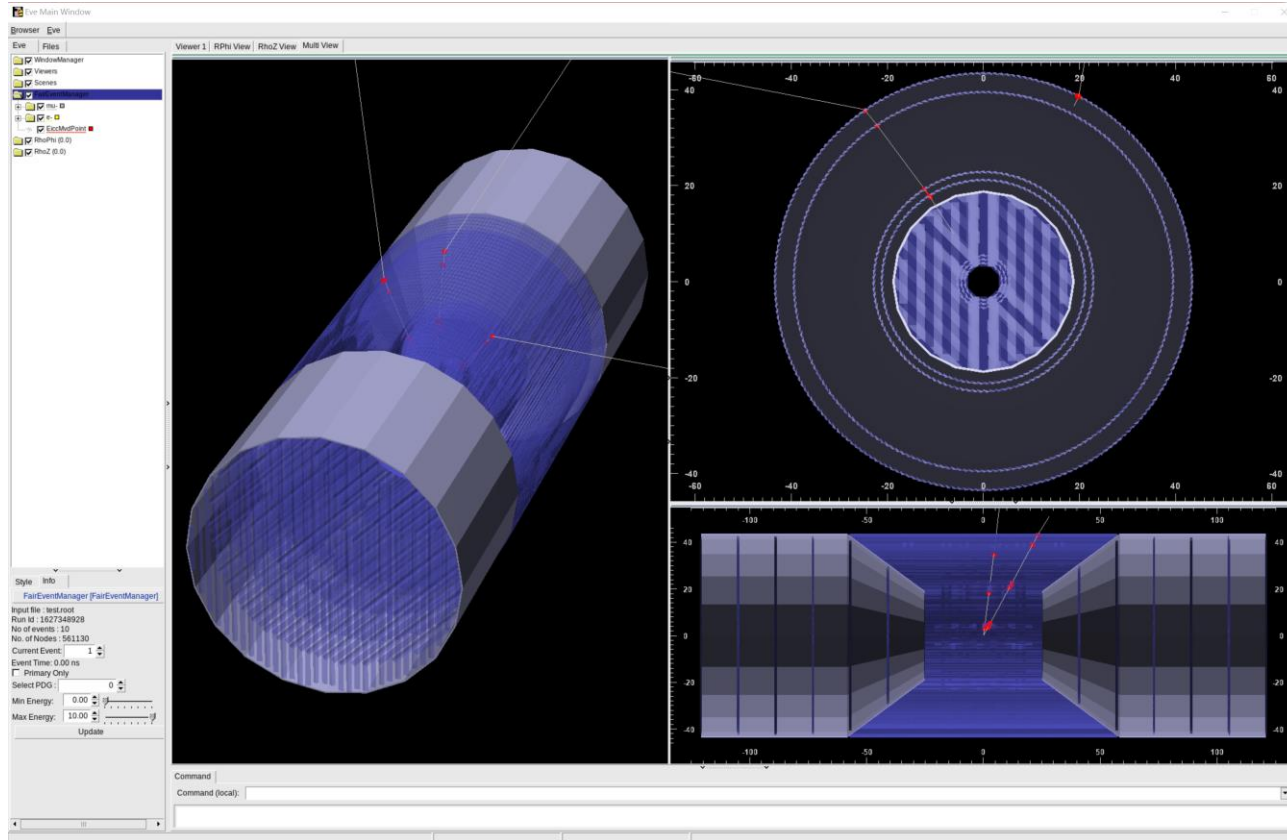 Eve Main Window
Browser Eve
Eve Files
Viewer 1 RPhi View RhoZ View Multi View
WindowManager
Viewers
Scenes
FairEventManager
mu-
e-
EiccMvdPoint
RhoPhi (0.0)
RhoZ (0.0)
-60 -40 -20 0 20 40 60
40 40
20 20
0 0
-20 -20
-40 -40
-60 -40 -20 0 20 40 60
-100 -50 0 50 100
40 40
20 20
0 0
-20 -20
-40 -40
-100 -50 0 50 100
Style Info
FairEventManager [FairEventManager]
Input file : test.root
Run Id : 1627348928
No of events : 10
No. of Nodes : 561130
Current Event: 1
Event Time: 0.00 ns
Primary Only
Select PDG : 0
Min Energy: 0.00
Max Energy: 10.00
Update
Command
Command (local):